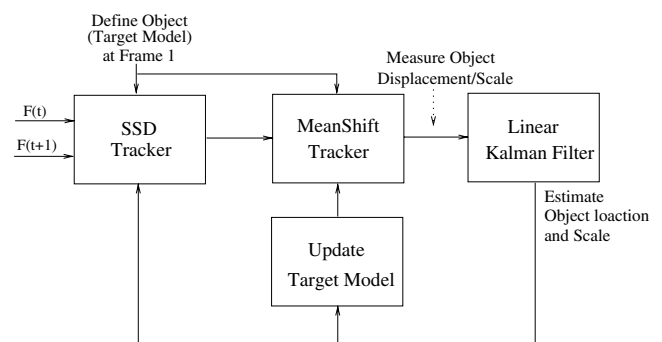 Define Object
(Target Model)
at Frame 1
Measure Object
Displacement/Scale
F(t)
F(t+1)
SSD
Tracker
MeanShift
Tracker
Linear
Kalman Filter
Estimate
Object loaction
and Scale
Update
Target Model